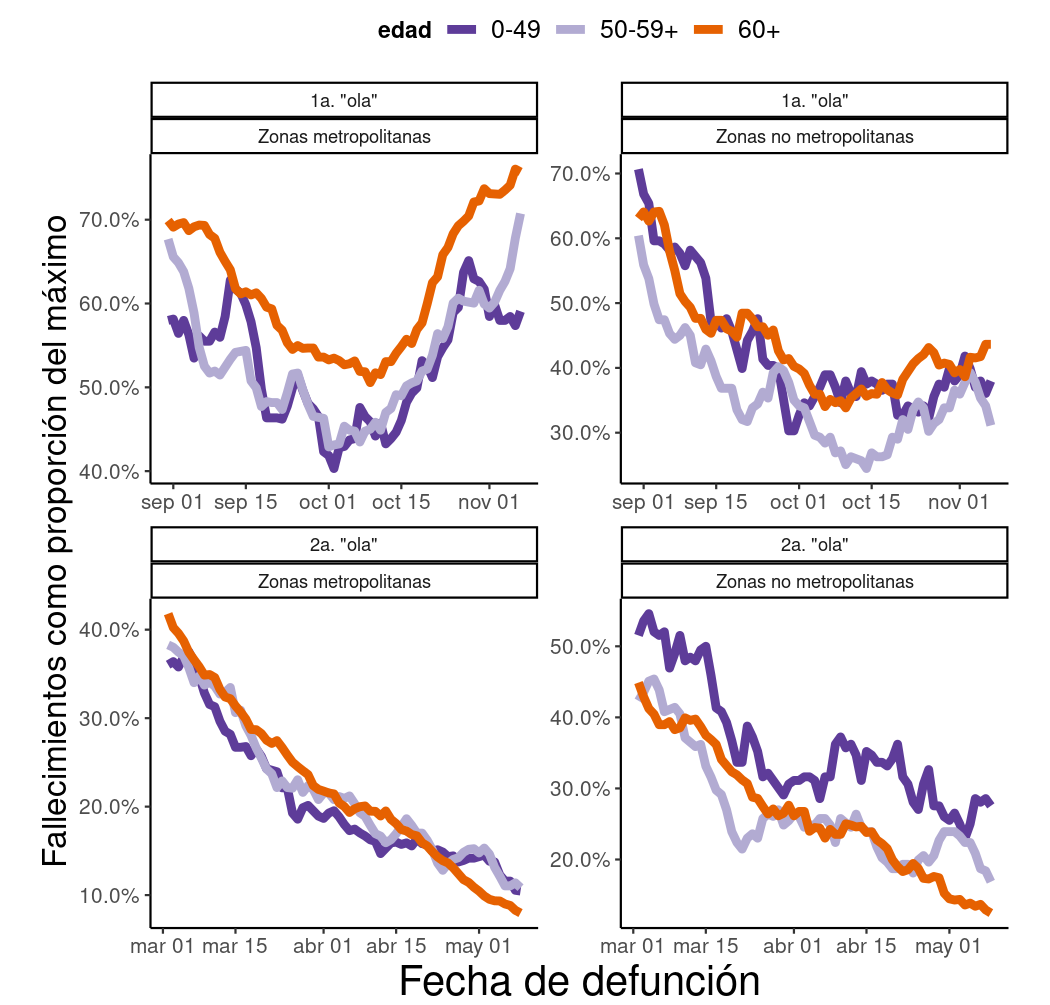 edad 0-49 50-59+ 60+
1a. "ola"
Zonas metropolitanas
1a. "ola"
Zonas no metropolitanas
70.0%
60.0%
50.0%
40.0%
sep 01 sep 15 oct 01 oct 15 nov 01
70.0%
60.0%
50.0%
40.0%
30.0%
sep 01 sep 15 oct 01 oct 15 nov 01
2a. "ola"
Zonas metropolitanas
2a. "ola"
Zonas no metropolitanas
40.0%
30.0%
20.0%
10.0%
mar 01 mar 15 abr 01 abr 15 may 01
50.0%
40.0%
30.0%
20.0%
mar 01 mar 15 abr 01 abr 15 may 01
Fallecimientos como proporción del máximo
Fecha de defunción